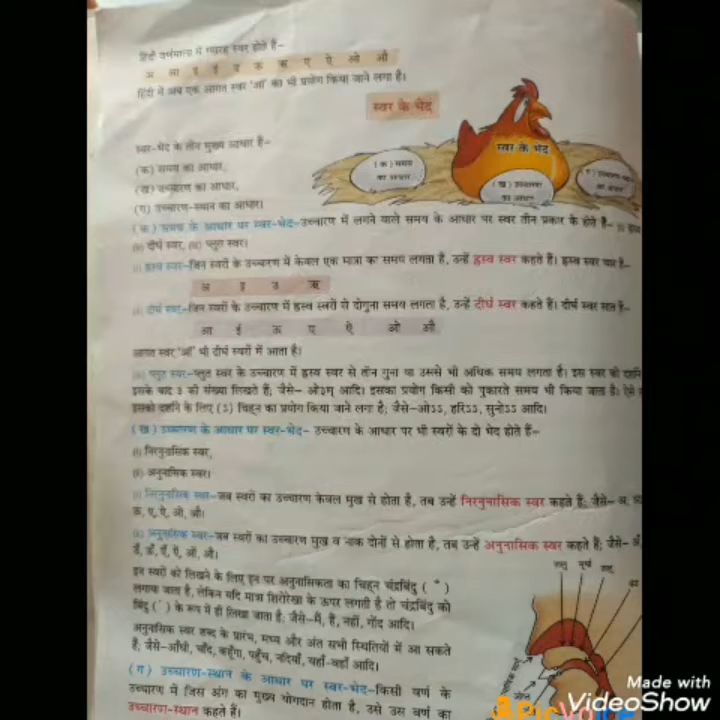 हिंदी वर्णमाला में ग्यारह स्वर होते हैं–
अ आ इ ई उ ऊ ऋ ए ऐ ओ औ
हिंदी में अब एक आगत स्वर 'ऑ' का भी प्रयोग किया जाने लगा है।
स्वर के भेद
स्वर-भेद के तीन मुख्य आधार हैं–
(क) समय का आधार,
(ख) उच्चारण का आधार,
(ग) उच्चारण-स्थान का आधार।
स्वर के भेद
(क) समय
का आधार
(ख) उच्चारण
का आधार
(क) समय के आधार पर स्वर-भेद–उच्चारण में लगने वाले समय के आधार पर स्वर तीन प्रकार के होते हैं–
(ii) दीर्घ स्वर, (iii) प्लुत स्वर।
(i) ह्रस्व स्वर–जिन स्वरों के उच्चारण में केवल एक मात्रा का समय लगता है, उन्हें ह्रस्व स्वर कहते हैं। ह्रस्व स्वर चार हैं–
अ इ उ ऋ
(ii) दीर्घ स्वर–जिन स्वरों के उच्चारण में ह्रस्व स्वरों से दोगुना समय लगता है, उन्हें दीर्घ स्वर कहते हैं। दीर्घ स्वर सात हैं–
आ ई ऊ ए ऐ ओ औ
आगत स्वर 'ऑ' भी दीर्घ स्वरों में आता है।
(iii) प्लुत स्वर–प्लुत स्वर के उच्चारण में ह्रस्व स्वर से तीन गुना या उससे भी अधिक समय लगता है। इस स्वर को
इसके बाद ३ की संख्या लिखते हैं; जैसे– ओ३म् आदि। इसका प्रयोग किसी को पुकारते समय भी किया जाता है। ऐसे
इसको दर्शाने के लिए (ऽ) चिह्न का प्रयोग किया जाने लगा है; जैसे–ओऽऽ, हरिऽऽ, सुनोऽऽ आदि।
(ख) उच्चारण के आधार पर स्वर-भेद– उच्चारण के आधार पर भी स्वरों के दो भेद होते हैं–
(i) निरनुनासिक स्वर,
(ii) अनुनासिक स्वर।
(i) निरनुनासिक स्वर–जब स्वरों का उच्चारण केवल मुख से होता है, तब उन्हें निरनुनासिक स्वर कहते हैं; जैसे– अ,
ऊ, ए, ऐ, ओ, औ।
(ii) अनुनासिक स्वर–जब स्वरों का उच्चारण मुख व नाक दोनों से होता है, तब उन्हें अनुनासिक स्वर कहते हैं; जैसे– अँ,
इन स्वरों को लिखने के लिए इन पर अनुनासिकता का चिह्न चंद्रबिंदु ( ँ )
लगाया जाता है, लेकिन यदि मात्रा शिरोरेखा के ऊपर लगती है तो चंद्रबिंदु को
बिंदु ( ं ) के रूप में ही लिखा जाता है; जैसे–मैं, हैं, नहीं, गोंद आदि।
अनुनासिक स्वर शब्द के प्रारंभ, मध्य और अंत सभी स्थितियों में आ सकते
हैं; जैसे–आँधी, चाँद, कहूँगा, पहुँच, नदियाँ, यहाँ-वहाँ आदि।
(ग) उच्चारण-स्थान के आधार पर स्वर-भेद–किसी वर्ण के
उच्चारण में जिस अंग का मुख्य योगदान होता है, उसे उस वर्ण का
उच्चारण-स्थान कहते हैं।
तालु मूर्धा
Made with
VideoShow